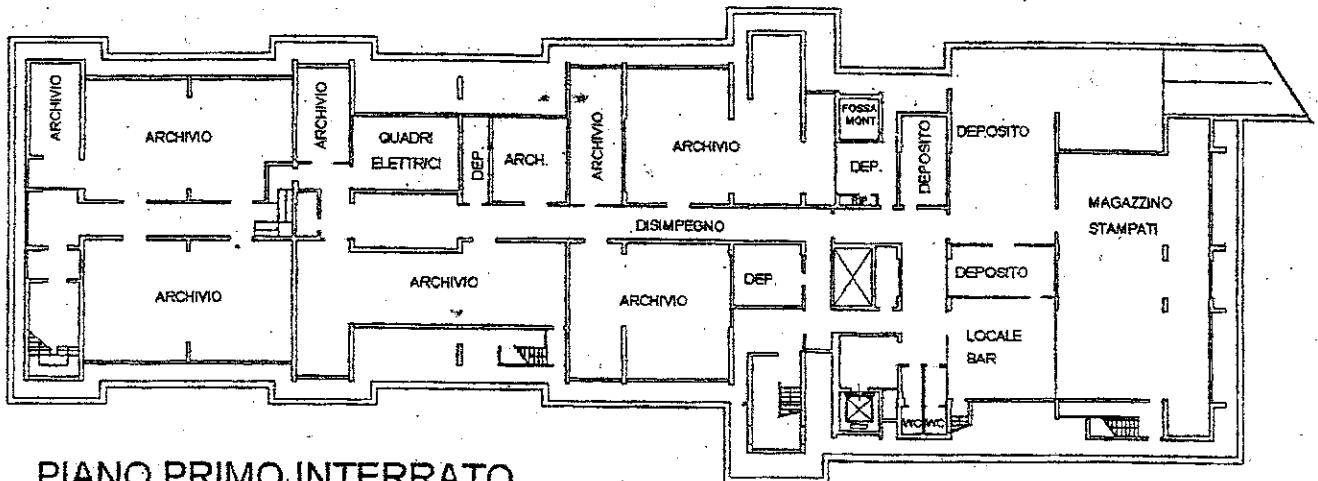 ARCHIVIO
ARCHIVIO
ARCHIVIO
QUADRI
ELETTRICI
DEP.
ARCH.
ARCHIVIO
ARCHIVIO
FOSSA
MONT.
DEP.
DEPOSITO
DEPOSITO
MAGAZZINO
STAMPATI
DISIMPEGNO
ARCHIVIO
ARCHIVIO
ARCHIVIO
DEP.
DEPOSITO
LOCALE
BAR
WC
WC
PIANO PRIMO INTERRATO